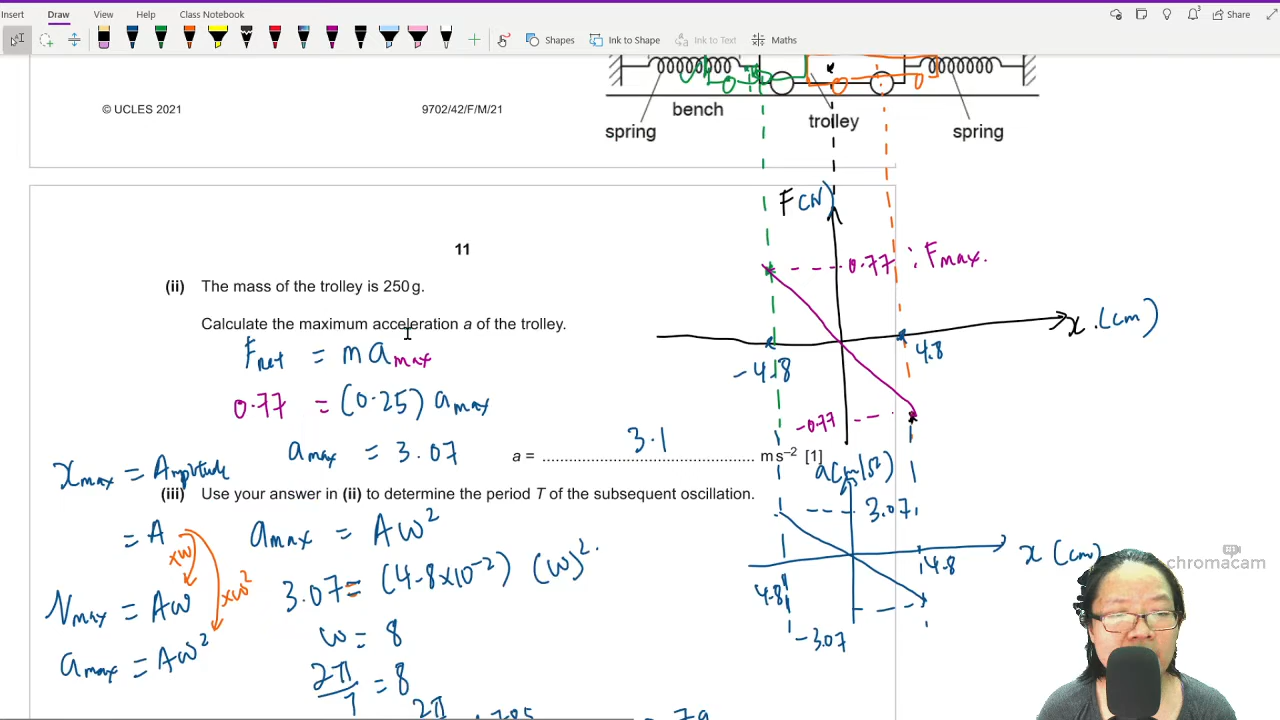 Insert Draw View Help Class Notebook
Share
Shapes Ink to Shape Ink to Text Maths
© UCLES 2021 9702/42/F/M/21
bench
spring trolley spring
F(N)
11
0.77 : Fmax.
(ii) The mass of the trolley is 250 g.
Calculate the maximum acceleration a of the trolley.
x.(cm)
-4.8 4.8
Fnet = m amax
0.77 = (0.25) amax
-0.77
amax = 3.07
a = 3.1 m s–2 [1]
a(m/s²)
xmax = Amplitude
(iii) Use your answer in (ii) to determine the period T of the subsequent oscillation.
3.07
= A
xω
xω²
amax = Aω²
x (cm)
4.8
3.07 = (4.8x10⁻²) (ω)²
4.8
-3.07
Vmax = Aω
ω = 8
amax = Aω²
2π/T = 8
2π
chromacam